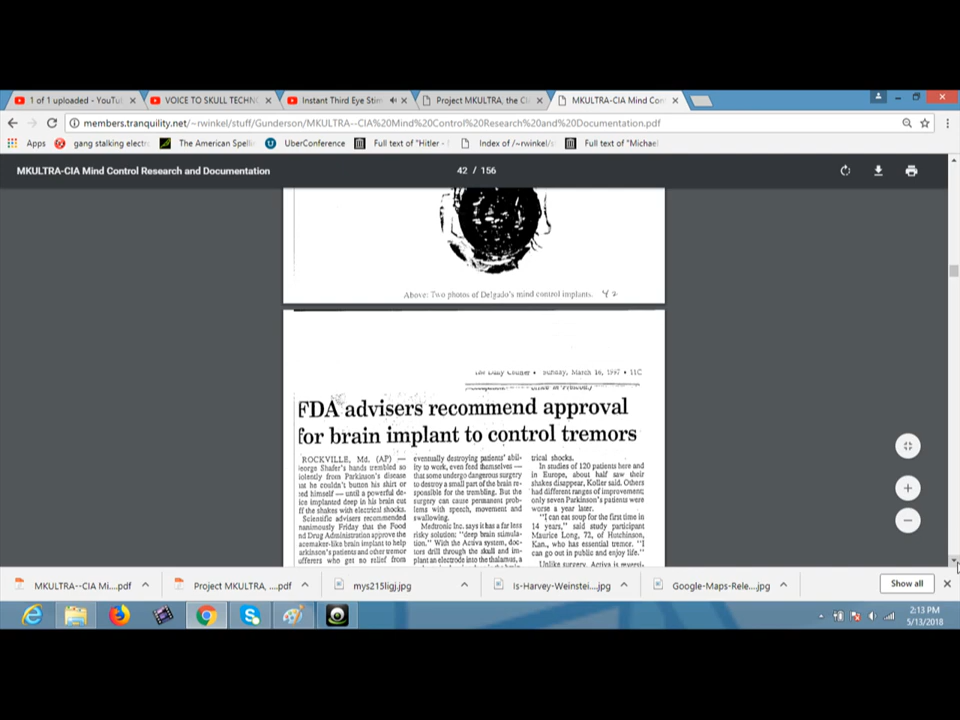 1 of 1 uploaded - YouTu
VOICE TO SKULL TECHN
Instant Third Eye Stim
Project MKULTRA, the C
MKULTRA-CIA Mind Con
members.tranquility.net/~rwinkel/stuff/Gunderson/MKULTRA--CIA%20Mind%20Control%20Research%20and%20Documentation.pdf
Apps
gang stalking electr
The American Spelli
UberConference
Full text of "Hitler -
Index of /~rwinkel/s
Full text of "Michael
MKULTRA-CIA Mind Control Research and Documentation
42 / 156
Above: Two photos of Delgado's mind control implants. 42
Sunday, March 16, 1997 • 11C
FDA advisers recommend approval
for brain implant to control tremors
ROCKVILLE, Md. (AP) —
eorge Shafer's hands trembled so
iolently from Parkinson's disease
at he couldn't button his shirt or
ed himself — until a powerful de-
ice implanted deep in his brain cut
ff the shakes with electrical shocks.
Scientific advisers recommended
nanimously Friday that the Food
nd Drug Administration approve the
acemaker-like brain implant to help
arkinson's patients and other tremor
ufferers who get no relief from
eventually destroying patients' abil-
ity to work, even feed themselves —
that some undergo dangerous surgery
to destroy a small part of the brain re-
sponsible for the trembling. But the
surgery can cause permanent prob-
lems with speech, movement and
swallowing.
Medtronic Inc. says it has a far less
risky solution: "deep brain stimula-
tion." With the Activa system, doc-
tors drill through the skull and im-
plant an electrode into the thalamus, a
trical shocks.
In studies of 120 patients here and
in Europe, about half saw their
shakes disappear, Koller said. Others
had different ranges of improvement;
only seven Parkinson's patients were
worse a year later.
"I can eat soup for the first time in
14 years," said study participant
Maurice Long, 72, of Hutchinson,
Kan., who has essential tremor. "I
can go out in public and enjoy life."
Unlike surgery, Activa is reversi-
MKULTRA--CIA Mi....pdf
Project MKULTRA, ....pdf
mys215ligj.jpg
Is-Harvey-Weinstei....jpg
Google-Maps-Rele....jpg
Show all
2:13 PM
5/13/2018